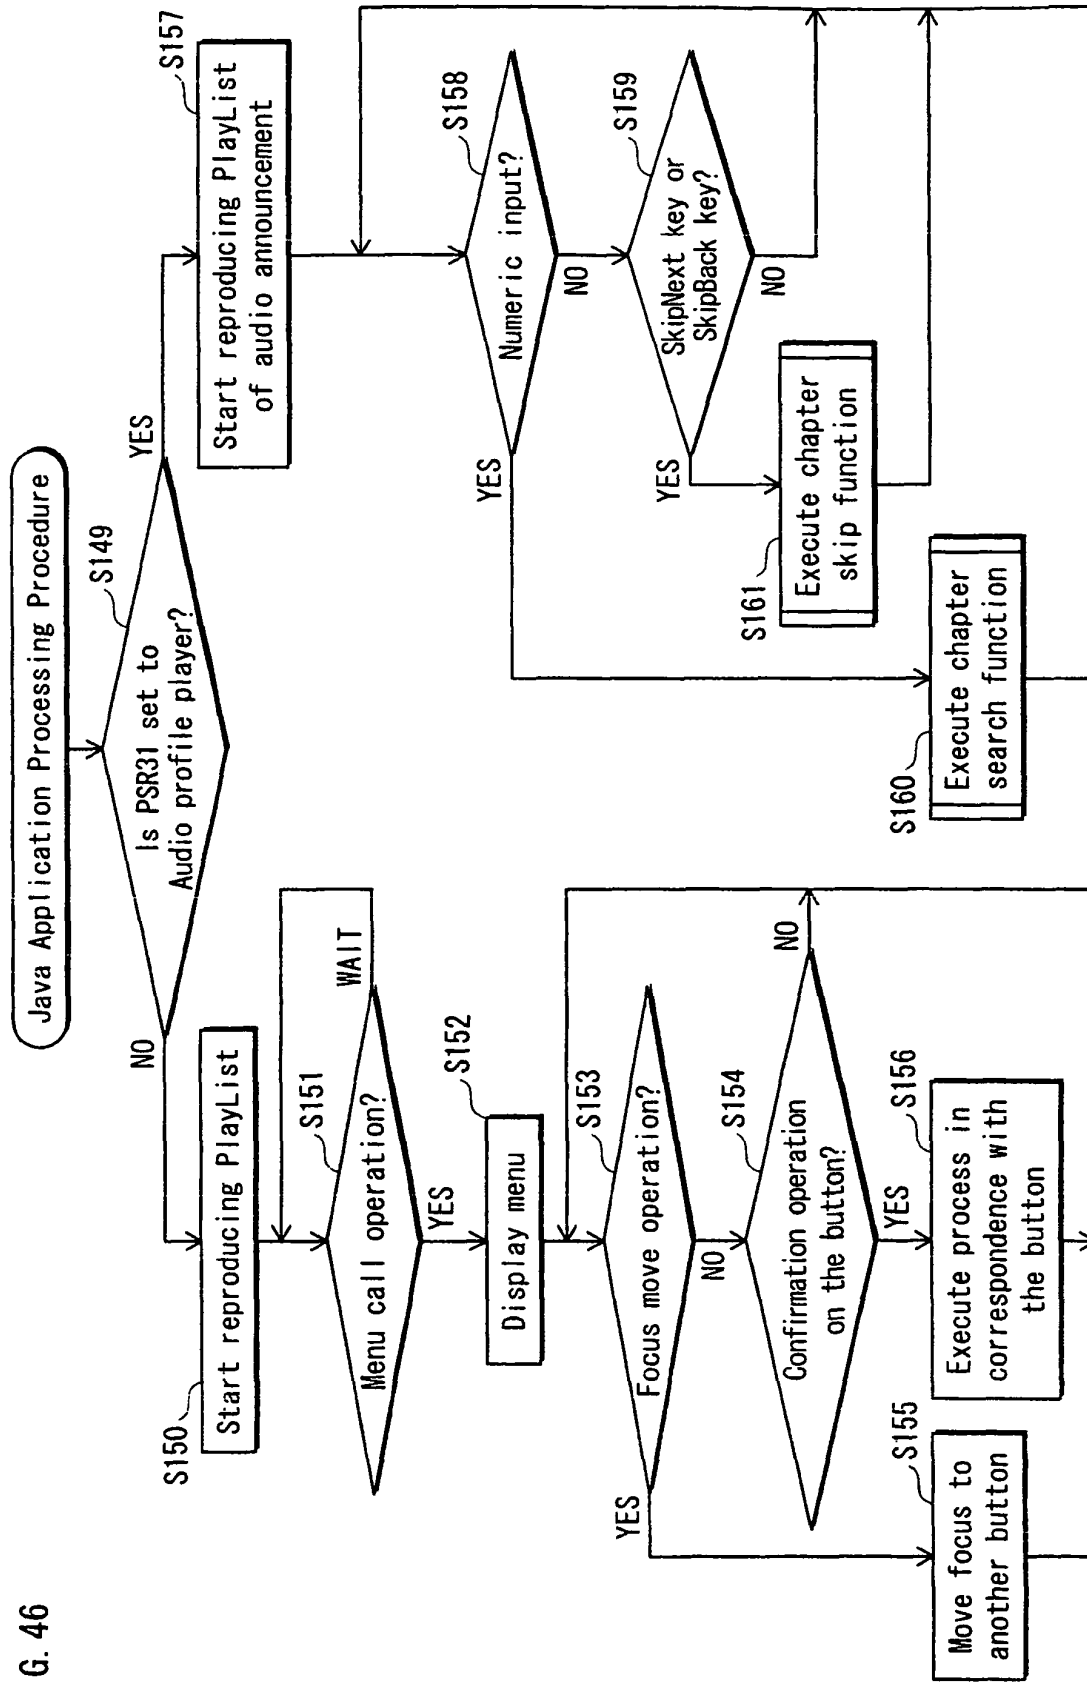 G. 46
Java Application Processing Procedure
S149
Is PSR31 set to
Audio profile player?
NO
YES
S150
Start reproducing PlayList
S151
Menu call operation?
WAIT
YES
S152
Display menu
S153
Focus move operation?
YES
NO
S154
Confirmation operation
on the button?
NO
YES
S155
Move focus to
another button
S156
Execute process in
correspondence with
the button
S157
Start reproducing PlayList
of audio announcement
S158
Numeric input?
YES
NO
S159
SkipNext key or
SkipBack key?
YES
NO
S161
Execute chapter
skip function
S160
Execute chapter
search function